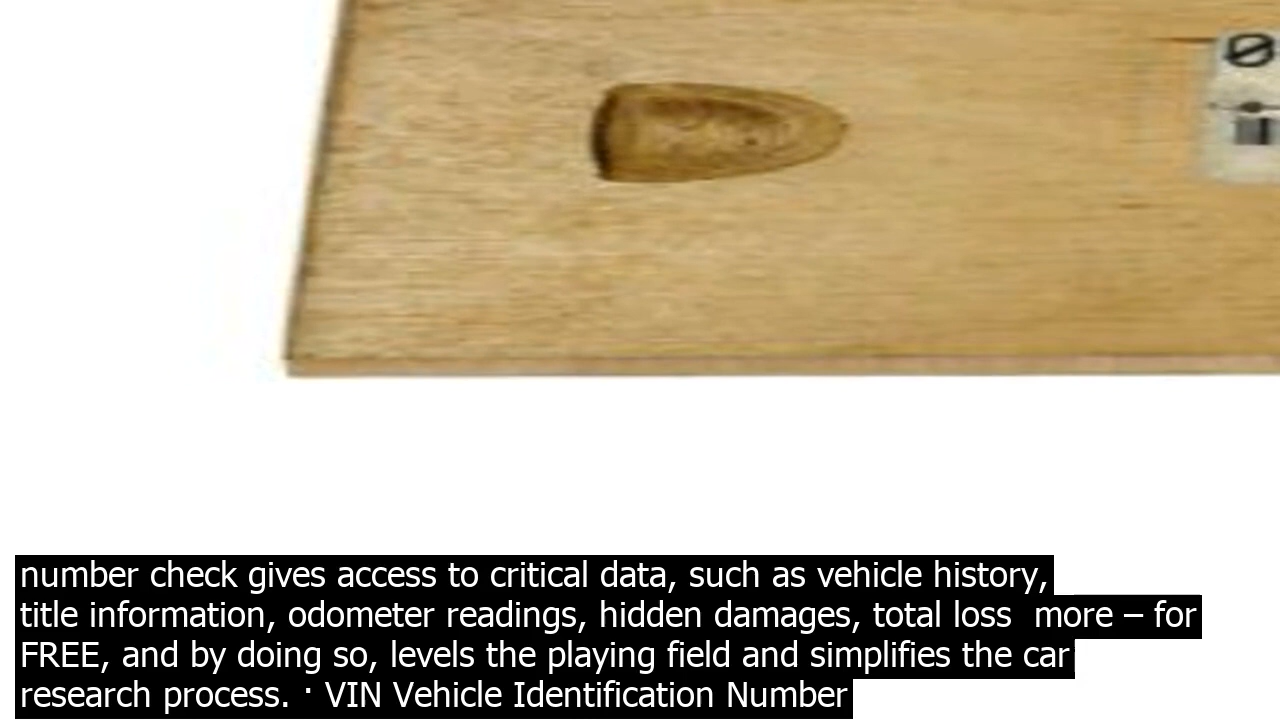 Ø
number check gives access to critical data, such as vehicle history,
title information, odometer readings, hidden damages, total loss  more – for
FREE, and by doing so, levels the playing field and simplifies the car
research process. · VIN Vehicle Identification Number